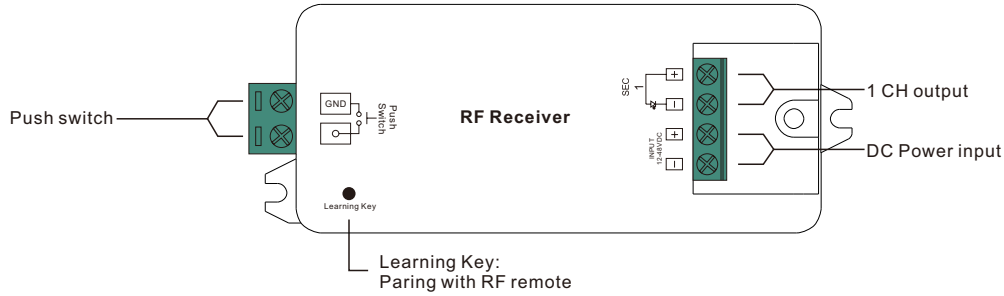 Push switch
GND
Push
Switch
Learning Key
RF Receiver
SEC
1
+
−
INPUT
12-48VDC
+
−
1 CH output
DC Power input
Learning Key:
Paring with RF remote